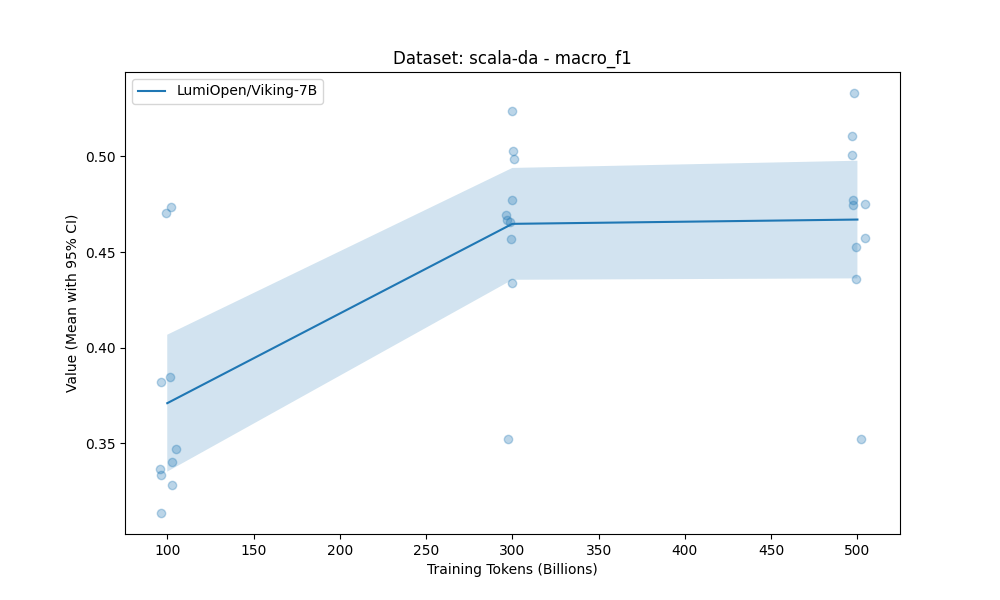 Dataset: scala-da - macro_f1
LumiOpen/Viking-7B
Value (Mean with 95% CI)
0.50
0.45
0.40
0.35
100 150 200 250 300 350 400 450 500
Training Tokens (Billions)